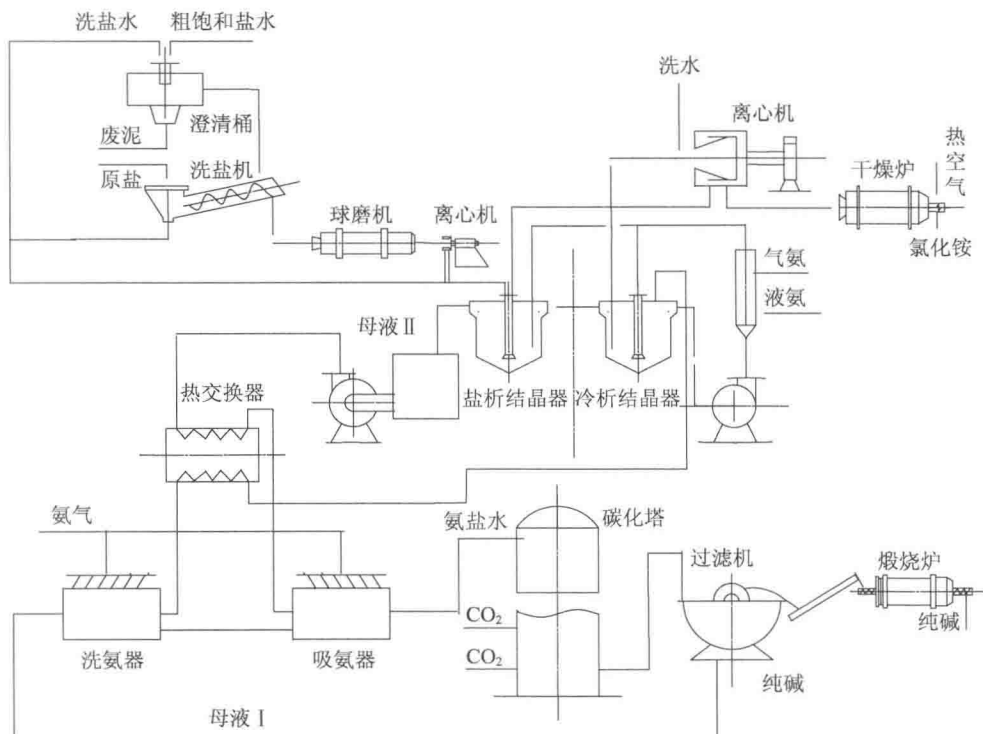 洗盐水 粗饱和盐水
洗水
离心机
热空气
废泥
澄清桶
原盐
洗盐机
干燥炉
球磨机
离心机
氯化铵
气氨
液氨
母液Ⅱ
热交换器
盐析结晶器 冷析结晶器
氨气
氨盐水
碳化塔
过滤机
煅烧炉
CO₂
纯碱
CO₂
洗氨器
吸氨器
纯碱
母液Ⅰ